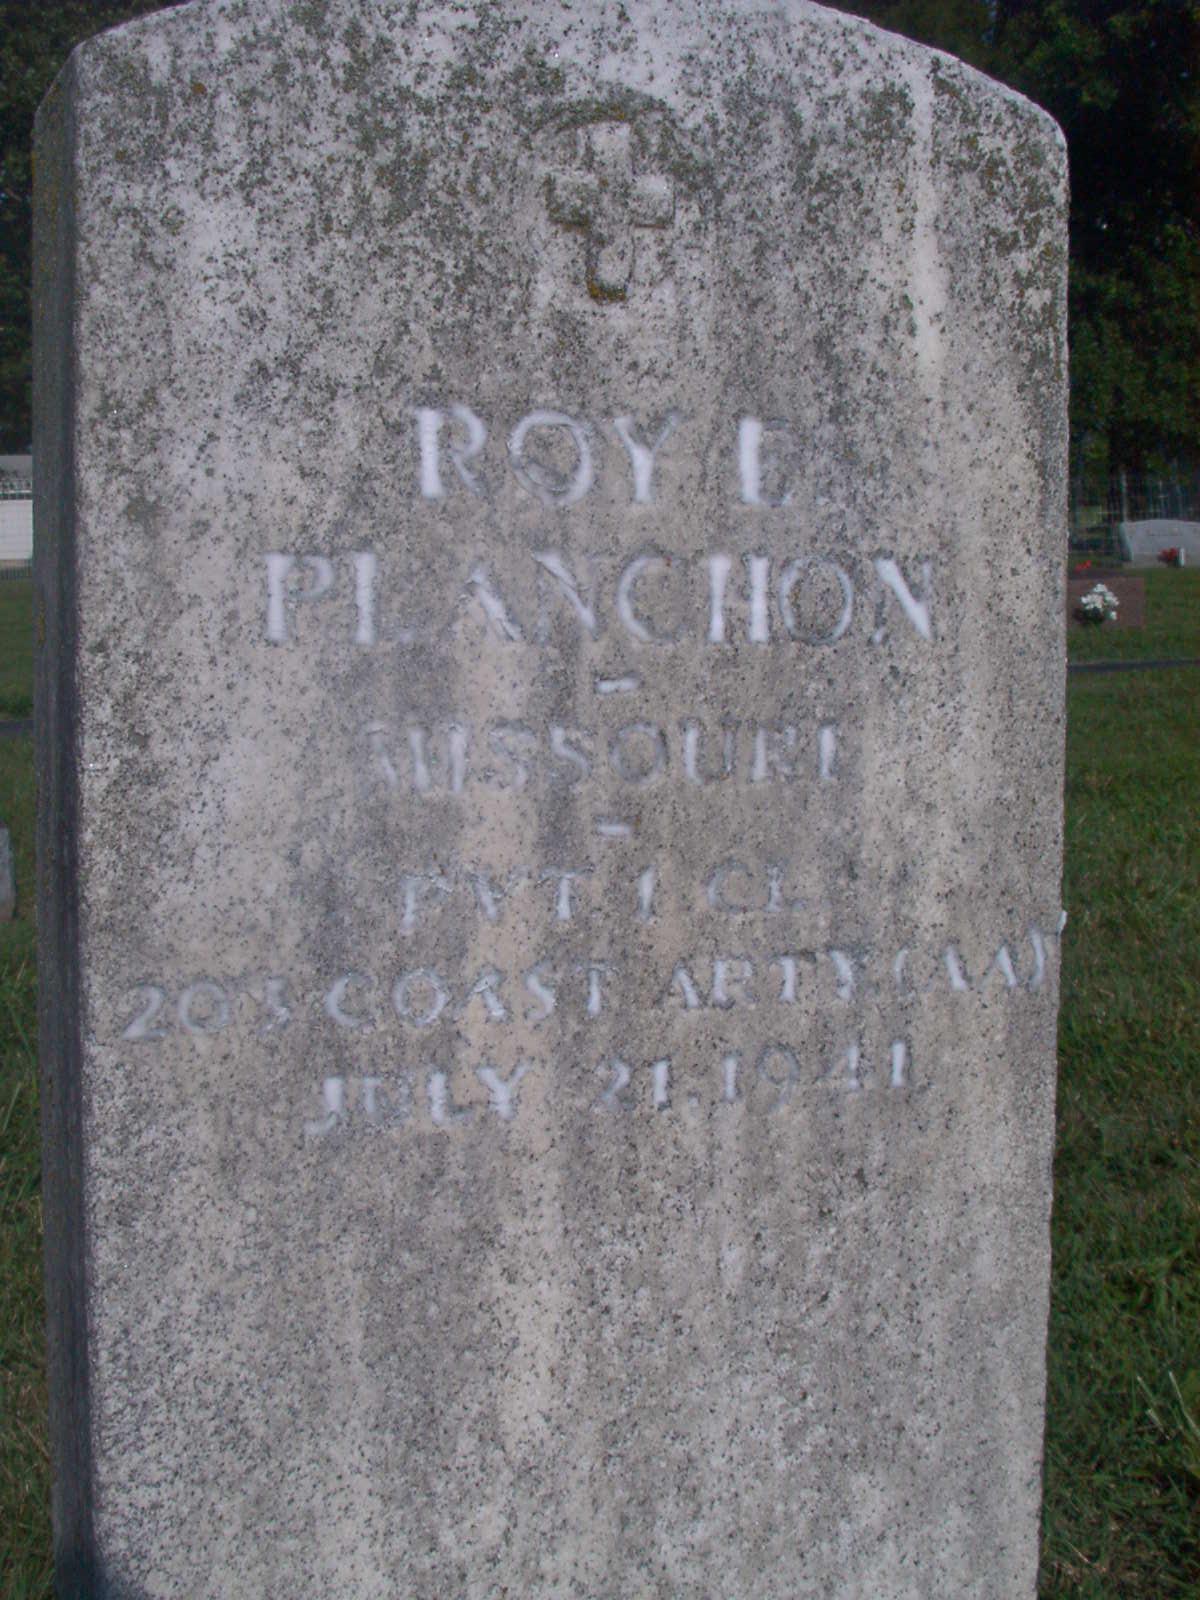 ROY E.
PLANCHON
-
MISSOURI
-
PVT 1 CL
203 COAST ARTY (AA)
JULY 21, 1941